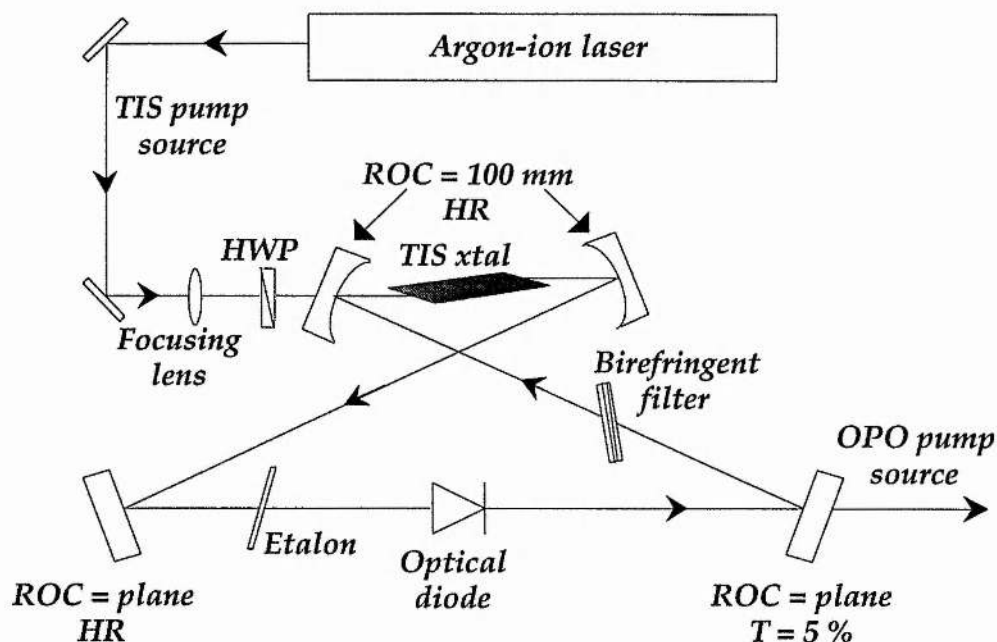 Argon-ion laser
TIS pump
source
ROC = 100 mm
HR
HWP
TIS xtal
Focusing
lens
Birefringent
filter
OPO pump
source
Etalon
Optical
diode
ROC = plane
HR
ROC = plane
T = 5 %